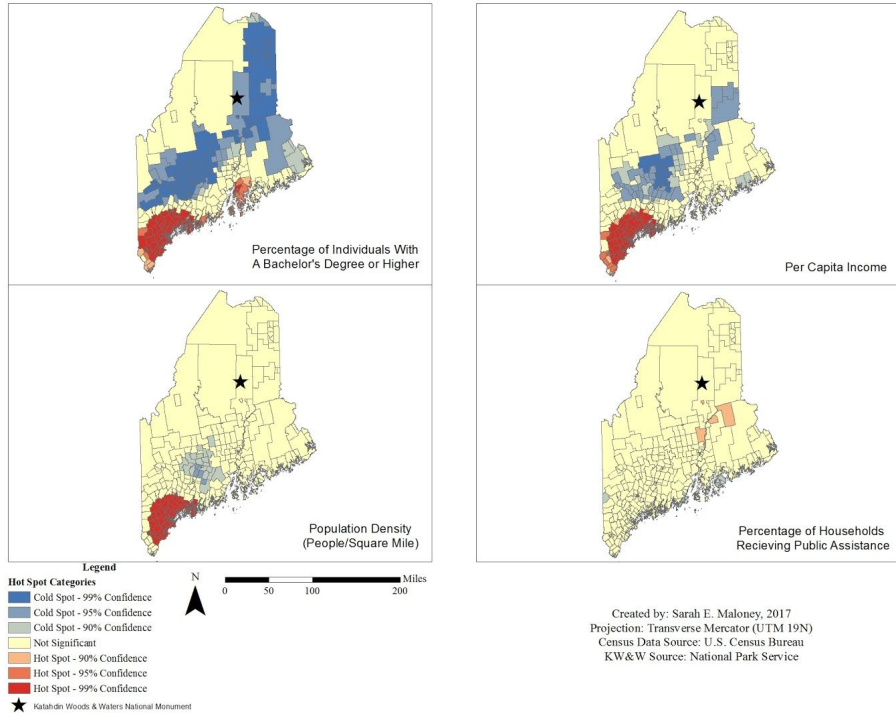 Percentage of Individuals With
A Bachelor's Degree or Higher
Per Capita Income
Population Density
(People/Square Mile)
Percentage of Households
Recieving Public Assistance
Legend
Hot Spot Categories
Cold Spot - 99% Confidence
Cold Spot - 95% Confidence
Cold Spot - 90% Confidence
Not Significant
Hot Spot - 90% Confidence
Hot Spot - 95% Confidence
Hot Spot - 99% Confidence
Katahdin Woods & Waters National Monument
N
Miles
0 50 100 200
Created by: Sarah E. Maloney, 2017
Projection: Transverse Mercator (UTM 19N)
Census Data Source: U.S. Census Bureau
KW&W Source: National Park Service